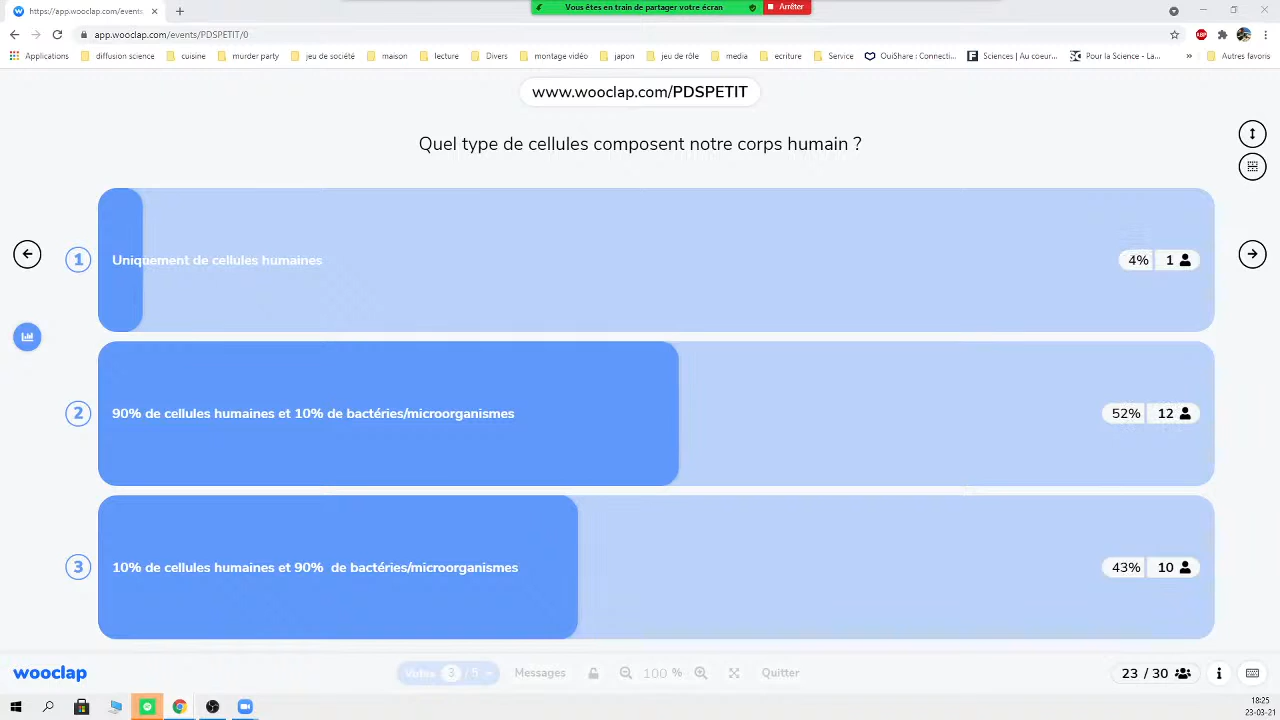 https://app.wooclap.com/events
Vous êtes en train de partager votre écran
Arrêter
app.wooclap.com/events/PDSPETIT/0
Applications
diffusion science
cuisine
murder party
jeu de société
maison
lecture
Divers
montage vidéo
japon
jeu de rôle
media
ecriture
Service
OuiShare : Connecti...
Sciences | Au coeur...
Pour la Science - La...
»
Autres favoris
www.wooclap.com/PDSPETIT
Quel type de cellules composent notre corps humain ?
1
Uniquement de cellules humaines
4%
1
2
90% de cellules humaines et 10% de bactéries/microorganismes
52%
12
3
10% de cellules humaines et 90% de bactéries/microorganismes
43%
10
wooclap
Votes 3 / 5
Messages
100 %
Quitter
23 / 30
18:25
23-03-21